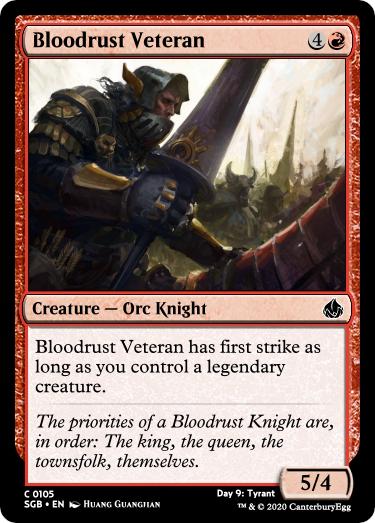 Bloodrust Veteran 4
Creature — Orc Knight
Bloodrust Veteran has first strike as
long as you control a legendary
creature.
The priorities of a Bloodrust Knight are,
in order: The king, the queen, the
townsfolk, themselves.
5/4
C 0105
SGB • EN Huang Guangjian
Day 9: Tyrant
™ & © 2020 CanterburyEgg